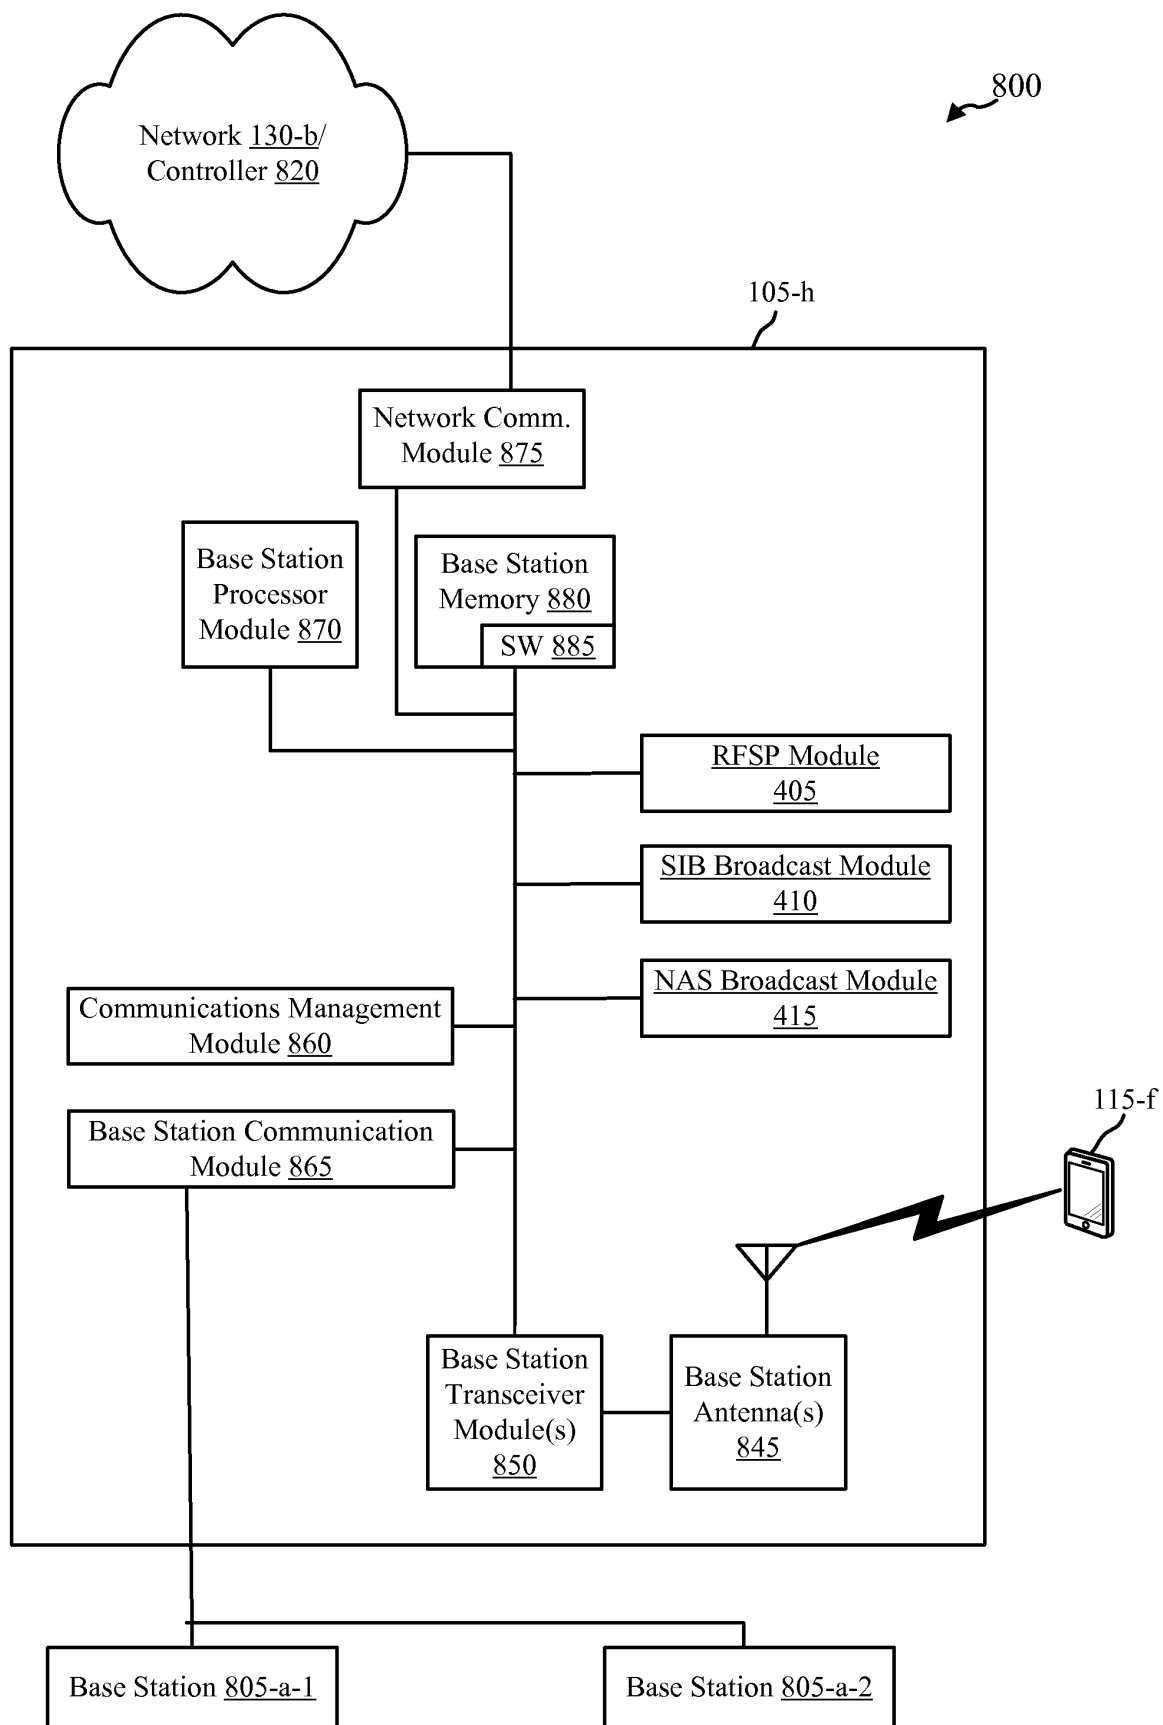 800
Network 130-b/
Controller 820
105-h
Network Comm.
Module 875
Base Station
Processor
Module 870
Base Station
Memory 880
SW 885
RFSP Module
405
SIB Broadcast Module
410
NAS Broadcast Module
415
Communications Management
Module 860
Base Station Communication
Module 865
115-f
Base Station
Transceiver
Module(s)
850
Base Station
Antenna(s)
845
Base Station 805-a-1
Base Station 805-a-2